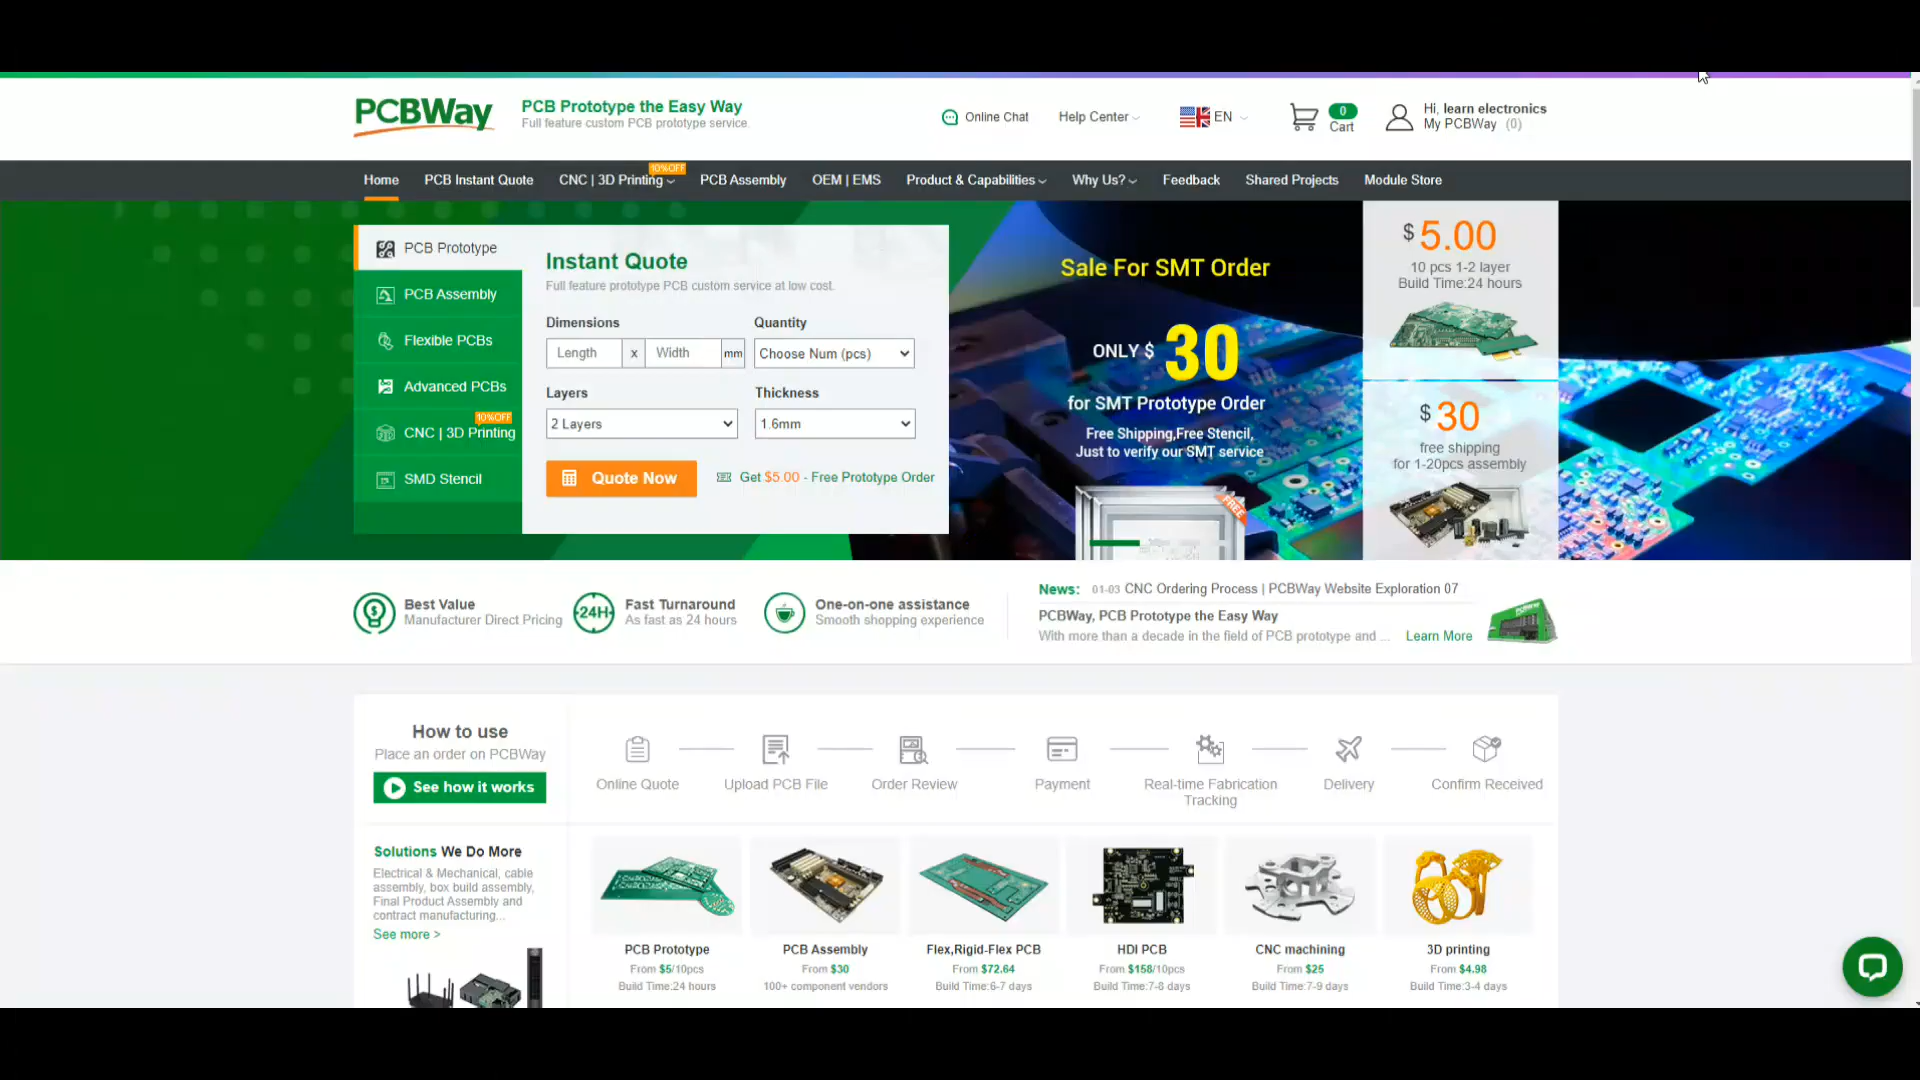 PCBWay
PCB Prototype the Easy Way
Full feature custom PCB prototype service.
Online Chat
Help Center
EN
0
Cart
Hi, learn electronics
My PCBWay (0)
Home
PCB Instant Quote
CNC | 3D Printing
10%OFF
PCB Assembly
OEM | EMS
Product & Capabilities
Why Us?
Feedback
Shared Projects
Module Store
PCB Prototype
PCB Assembly
Flexible PCBs
Advanced PCBs
10%OFF
CNC | 3D Printing
SMD Stencil
Instant Quote
Full feature prototype PCB custom service at low cost.
Dimensions
Quantity
Length x Width mm
Choose Num (pcs)
Layers
Thickness
2 Layers
1.6mm
Quote Now
Get $5.00 - Free Prototype Order
Sale For SMT Order
ONLY $ 30
for SMT Prototype Order
Free Shipping,Free Stencil,
Just to verify our SMT service
FREE
$ 5.00
10 pcs 1-2 layer
Build Time:24 hours
$ 30
free shipping
for 1-20pcs assembly
Best Value
Manufacturer Direct Pricing
24H
Fast Turnaround
As fast as 24 hours
One-on-one assistance
Smooth shopping experience
News: 01-03 CNC Ordering Process | PCBWay Website Exploration 07
PCBWay, PCB Prototype the Easy Way
With more than a decade in the field of PCB prototype and ... Learn More
How to use
Place an order on PCBWay
See how it works
Online Quote
Upload PCB File
Order Review
Payment
Real-time Fabrication
Tracking
Delivery
Confirm Received
Solutions We Do More
Electrical & Mechanical, cable
assembly, box build assembly,
Final Product Assembly and
contract manufacturing...
See more >
PCB Prototype
From $5/10pcs
Build Time:24 hours
PCB Assembly
From $30
100+ component vendors
Flex,Rigid-Flex PCB
From $72.64
Build Time:6-7 days
HDI PCB
From $158/10pcs
Build Time:7-8 days
CNC machining
From $25
Build Time:7-9 days
3D printing
From $4.98
Build Time:3-4 days